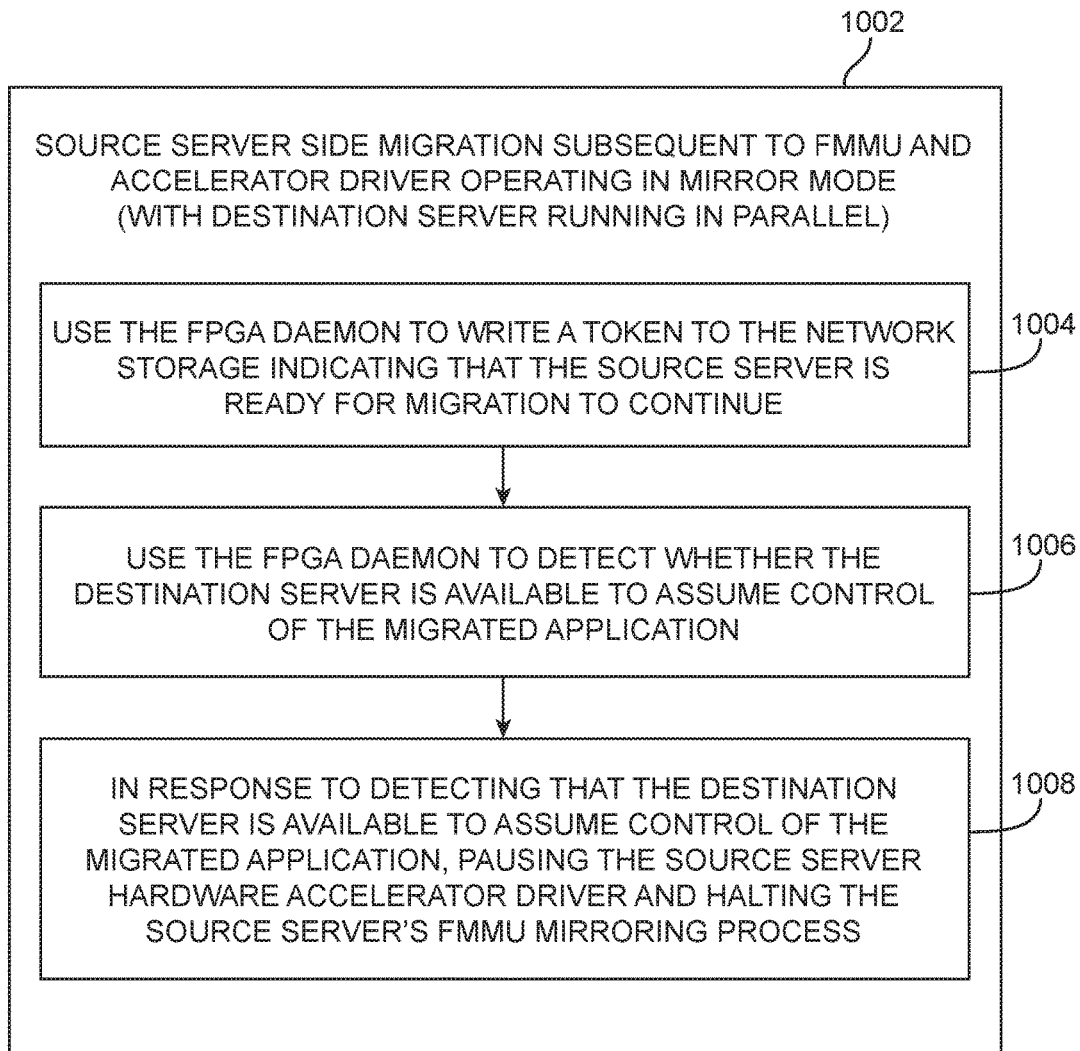 1002
SOURCE SERVER SIDE MIGRATION SUBSEQUENT TO FMMU AND
ACCELERATOR DRIVER OPERATING IN MIRROR MODE
(WITH DESTINATION SERVER RUNNING IN PARALLEL)
USE THE FPGA DAEMON TO WRITE A TOKEN TO THE NETWORK
STORAGE INDICATING THAT THE SOURCE SERVER IS
READY FOR MIGRATION TO CONTINUE
1004
USE THE FPGA DAEMON TO DETECT WHETHER THE
DESTINATION SERVER IS AVAILABLE TO ASSUME CONTROL
OF THE MIGRATED APPLICATION
1006
IN RESPONSE TO DETECTING THAT THE DESTINATION
SERVER IS AVAILABLE TO ASSUME CONTROL OF THE
MIGRATED APPLICATION, PAUSING THE SOURCE SERVER
HARDWARE ACCELERATOR DRIVER AND HALTING THE
SOURCE SERVER'S FMMU MIRRORING PROCESS
1008